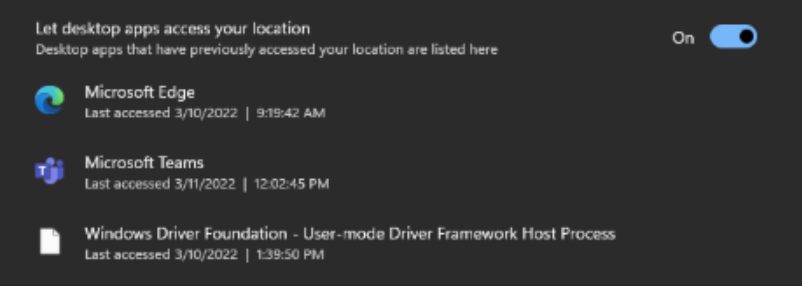 Let desktop apps access your location
Desktop apps that have previously accessed your location are listed here
On
Microsoft Edge
Last accessed 3/10/2022 | 9:19:42 AM
Microsoft Teams
Last accessed 3/11/2022 | 12:02:45 PM
Windows Driver Foundation - User-mode Driver Framework Host Process
Last accessed 3/10/2022 | 1:39:50 PM